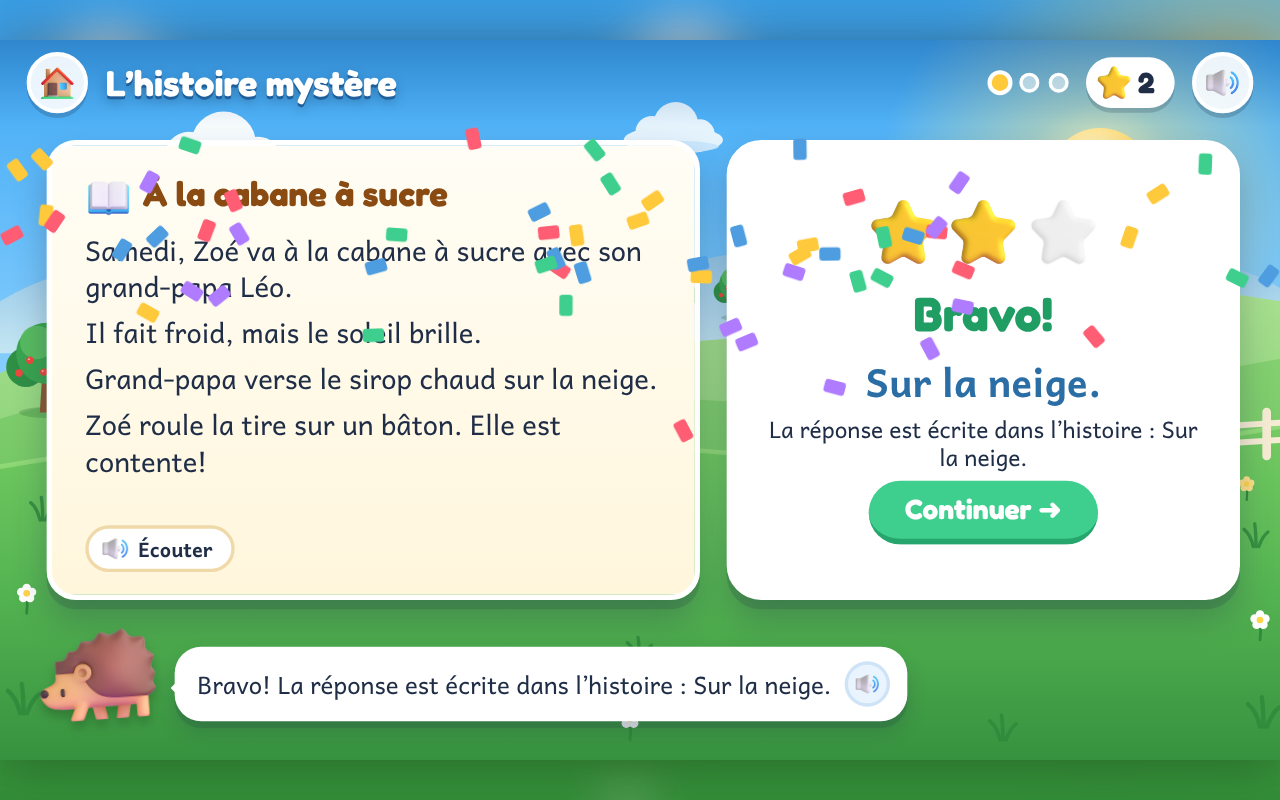 L’histoire mystère
2
À la cabane à sucre
Samedi, Zoé va à la cabane à sucre avec son
grand-papa Léo.
Il fait froid, mais le soleil brille.
Grand-papa verse le sirop chaud sur la neige.
Zoé roule la tire sur un bâton. Elle est
contente!
Écouter
Bravo!
Sur la neige.
La réponse est écrite dans l’histoire : Sur
la neige.
Continuer ➜
Bravo! La réponse est écrite dans l’histoire : Sur la neige.